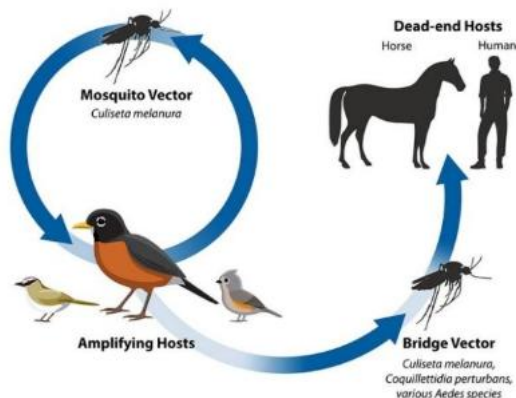 Mosquito Vector
Culiseta melanura
Amplifying Hosts
Dead-end Hosts
Horse Human
Bridge Vector
Culiseta melanura,
Coquillettidia perturbans,
various Aedes species